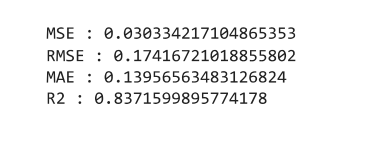 MSE : 0.030334217104865353
RMSE : 0.17416721018855802
MAE : 0.13956563483126824
R2 : 0.8371599895774178